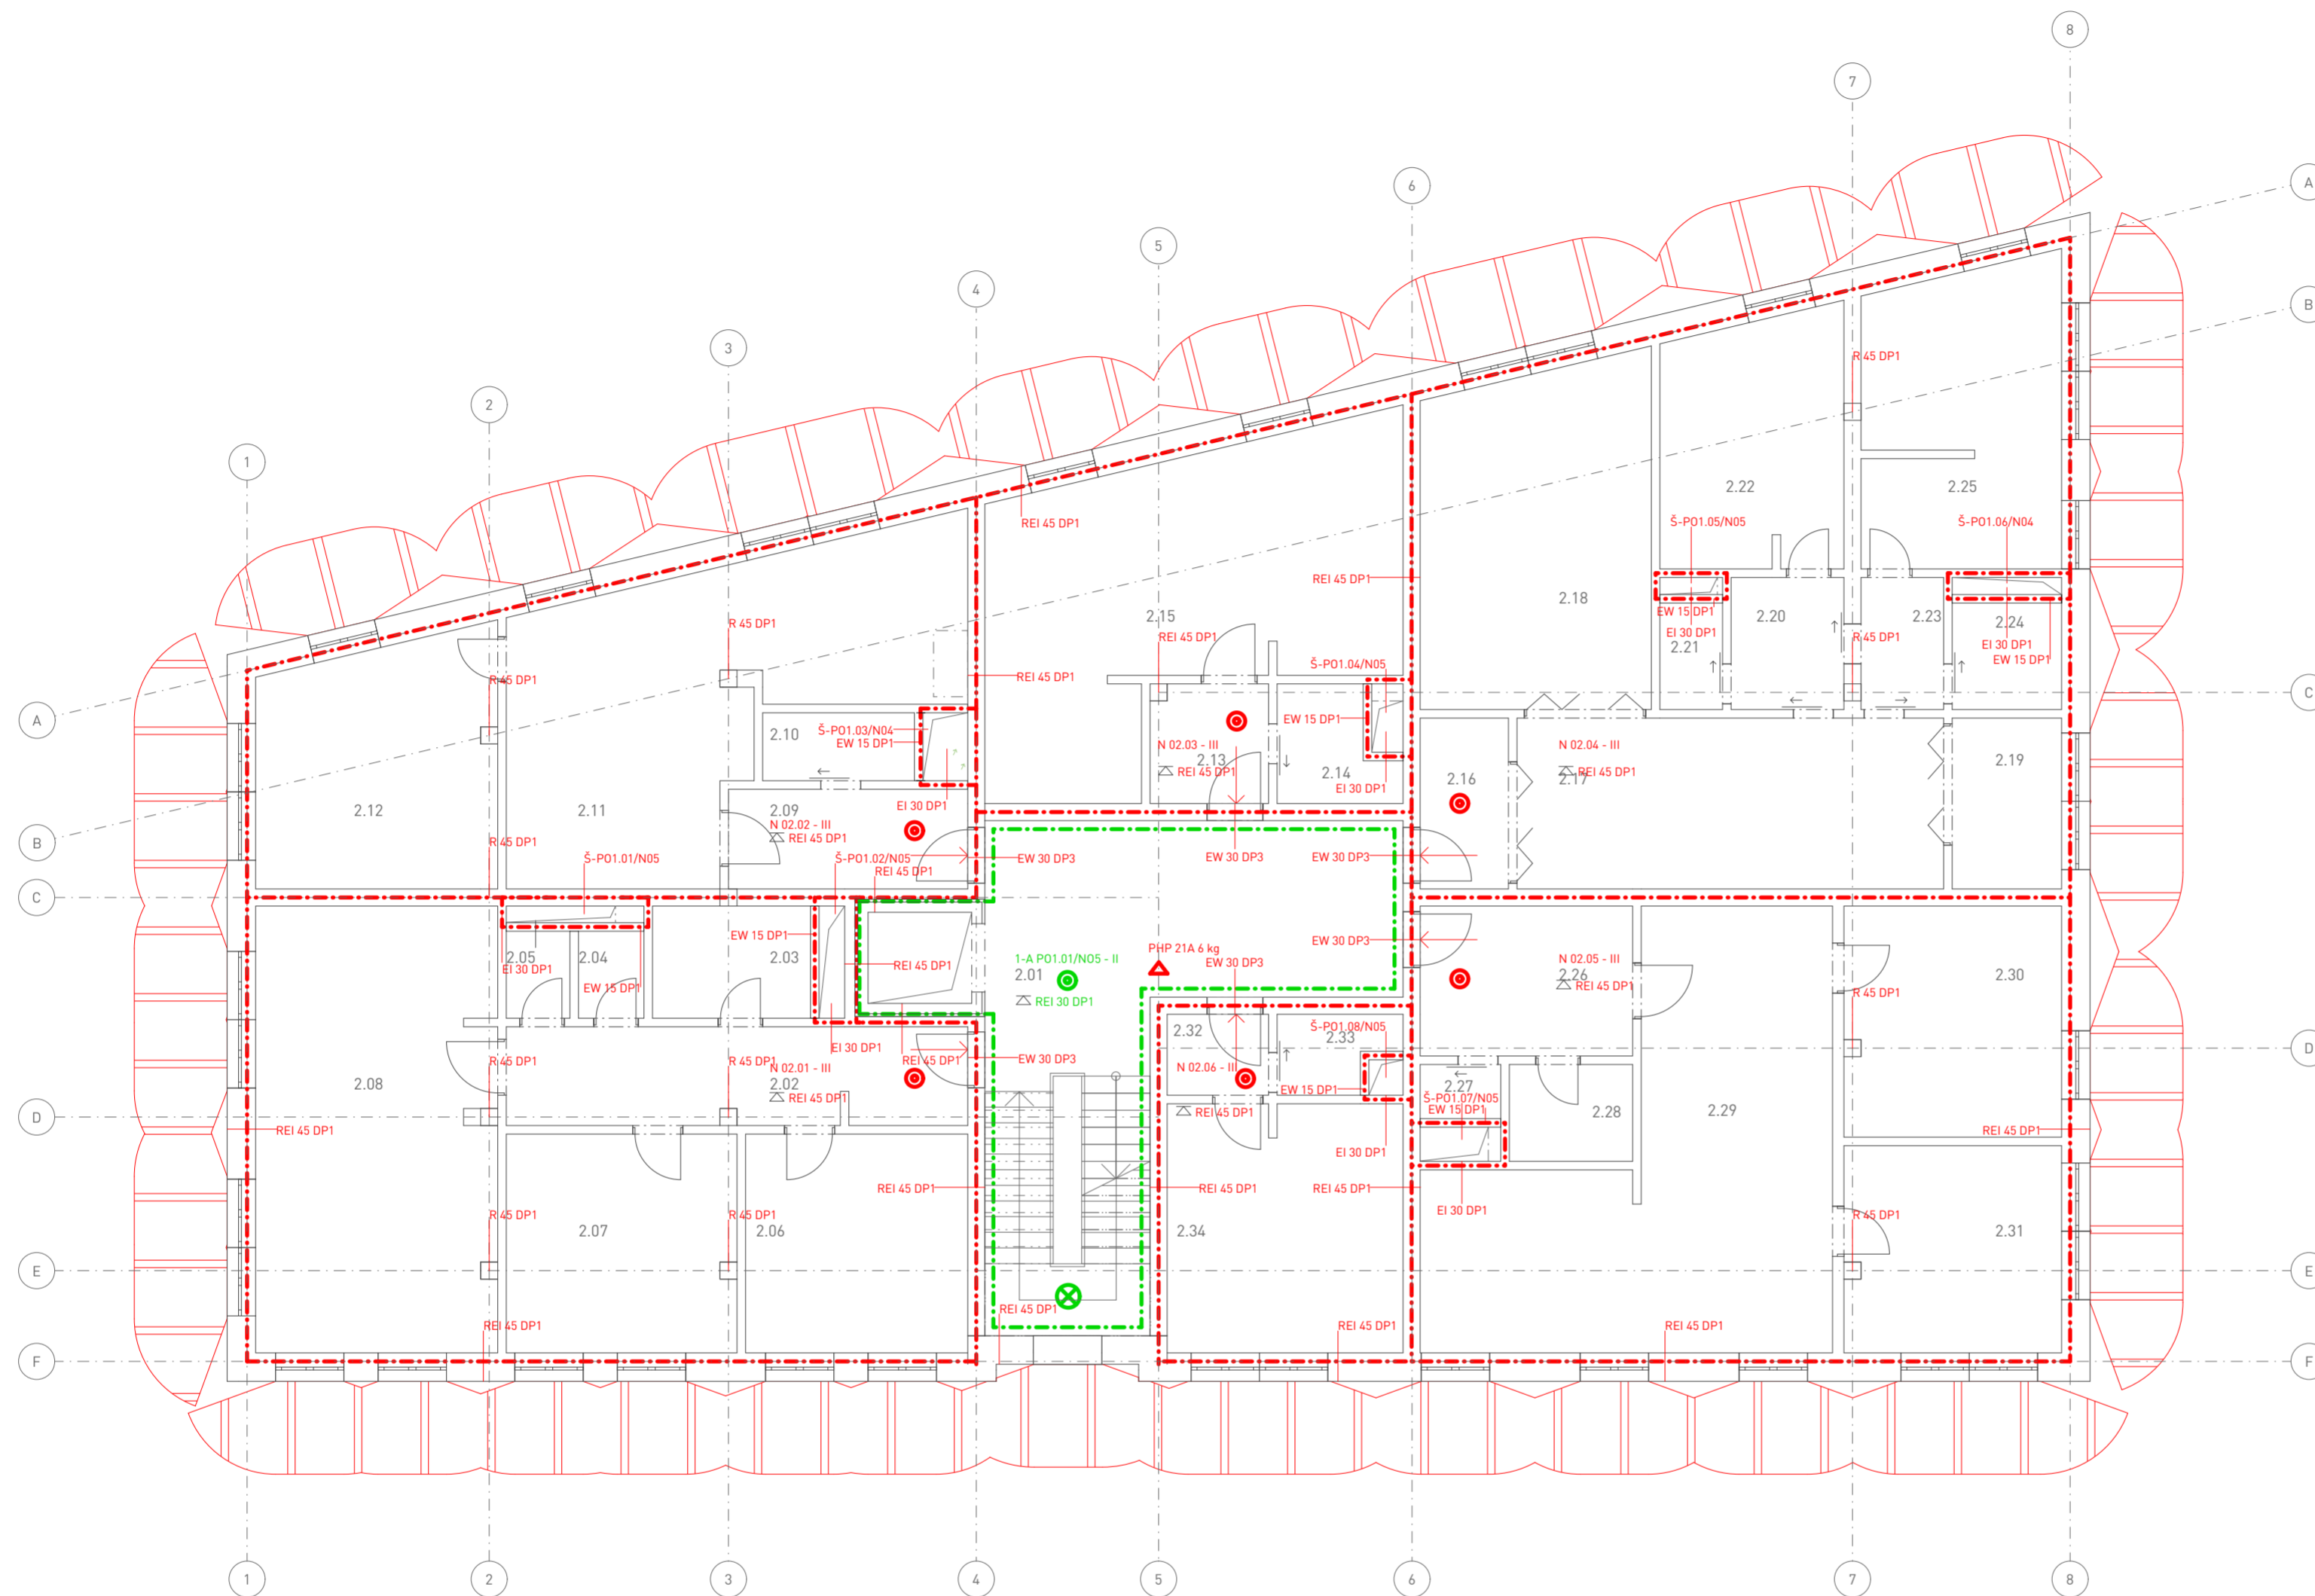 8
7
A
6
5
B
4
R 45 DP1
3
2
1
2.22
2.25
Š-P01.05/N05
Š-P01.06/N04
REI 45 DP1
REI 45 DP1
2.18
EW 15 DP1
2.15
2.20
2.23
2.24
R 45 DP1
EI 30 DP1
REI 45 DP1
R 45 DP1
EI 30 DP1
2.21
EW 15 DP1
Š-P01.04/N05
REI 45 DP1
R 45 DP1
C
A
EW 15 DP1
2.10
Š-P01.03/N04
EW 15 DP1
N 02.03 - III
N 02.04 - III
2.13
2.19
REI 45 DP1
2.14
REI 45 DP1
2.16
2.17
EI 30 DP1
EI 30 DP1
2.12
2.11
2.09
N 02.02 - III
REI 45 DP1
B
R 45 DP1
Š-P01.01/N05
Š-P01.02/N05
EW 30 DP3
EW 30 DP3
EW 30 DP3
REI 45 DP1
C
EW 15 DP1
EW 30 DP3
PHP 21A 6 kg
2.05
2.04
2.03
1-A P01.01/N05 - II
EW 30 DP3
N 02.05 - III
EI 30 DP1
REI 45 DP1
2.01
2.26
2.30
EW 15 DP1
REI 45 DP1
REI 30 DP1
R 45 DP1
Š-P01.08/N05
2.32
2.33
EI 30 DP1
D
R 45 DP1
R 45 DP1
REI 45 DP1
EW 30 DP3
N 02.01 - III
N 02.06 - III
2.08
2.02
2.27
EW 15 DP1
REI 45 DP1
Š-P01.07/N05
EW 15 DP1
2.28
2.29
REI 45 DP1
D
REI 45 DP1
REI 45 DP1
EI 30 DP1
REI 45 DP1
REI 45 DP1
REI 45 DP1
EI 30 DP1
R 45 DP1
R 45 DP1
R 45 DP1
2.07
2.06
2.34
2.31
E
E
REI 45 DP1
REI 45 DP1
REI 45 DP1
REI 45 DP1
F
F
1
2
3
4
5
6
7
8